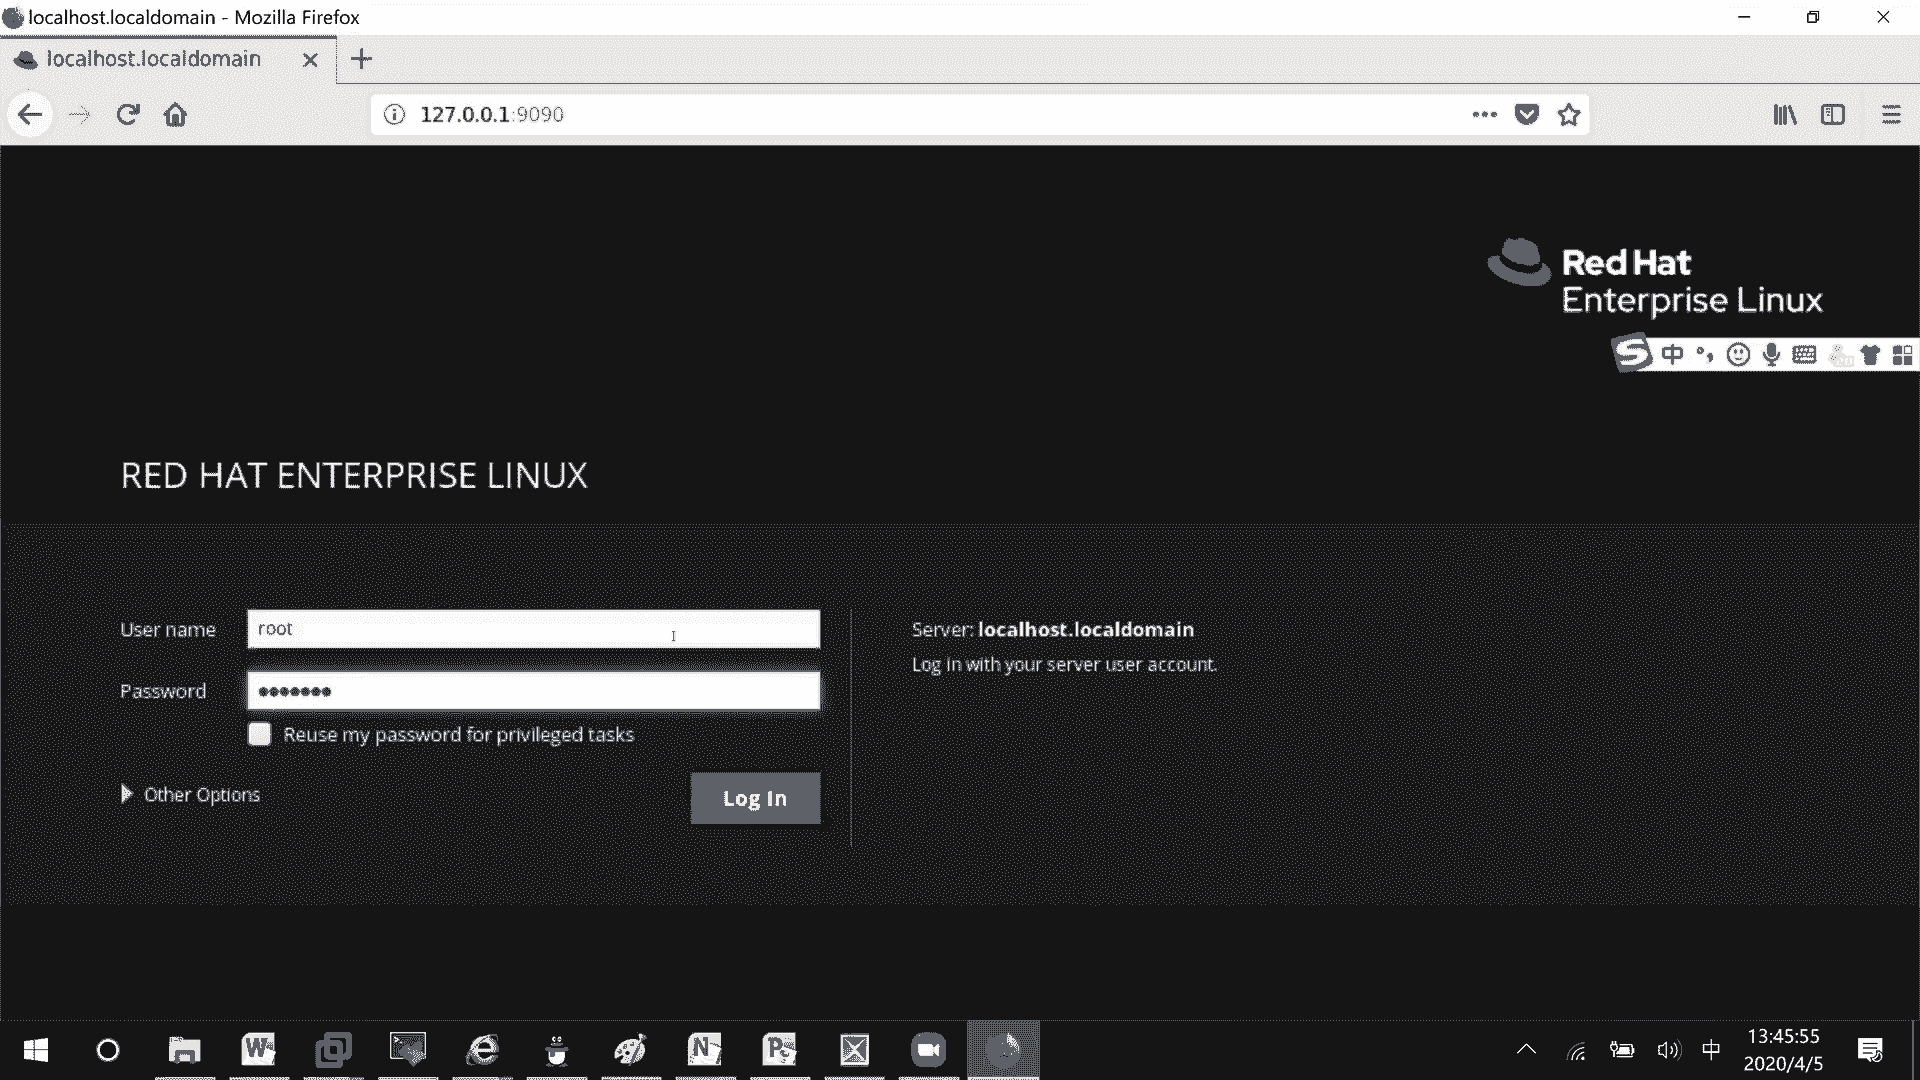 localhost.localdomain - Mozilla Firefox
localhost.localdomain
127.0.0.1:9090
Red Hat
Enterprise Linux
中
RED HAT ENTERPRISE LINUX
User name root
Server: localhost.localdomain
Log in with your server user account.
Password
Reuse my password for privileged tasks
Other Options
Log In
中
13:45:55
2020/4/5